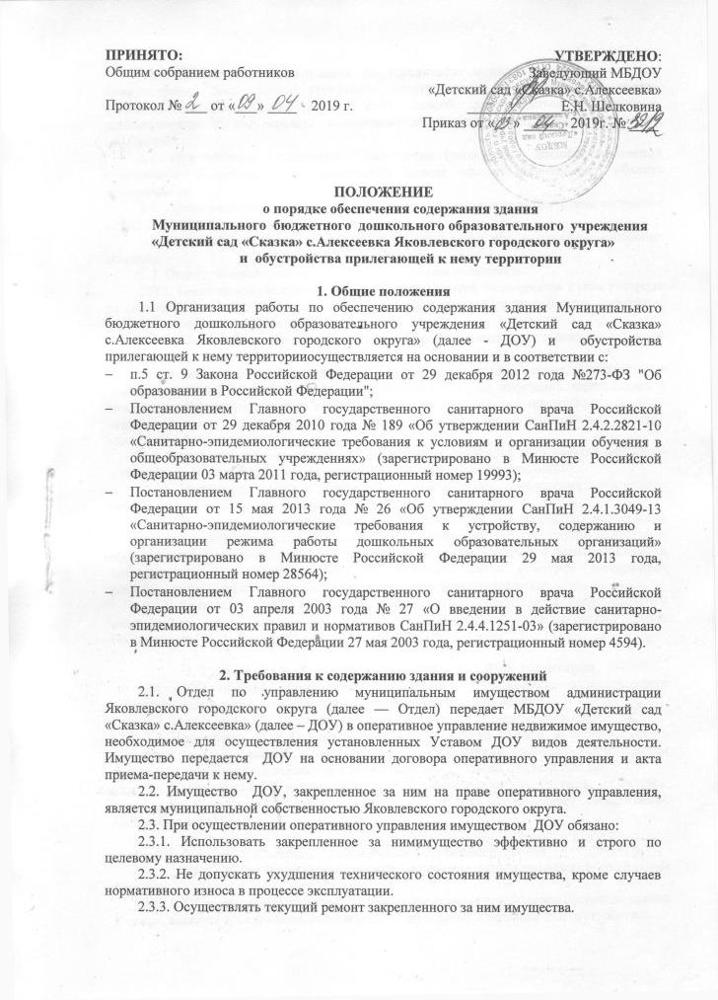 ПРИНЯТО: УТВЕРЖДЕНО:
Общим собранием работников Заведующий МБДОУ
«Детский сад «Сказка» с.Алексеевка»
Протокол № 2 от «09» 04 2019 г. Е.Н. Шелковина
Приказ от «» 04 2019г. №
ПОЛОЖЕНИЕ
о порядке обеспечения содержания здания
Муниципального бюджетного дошкольного образовательного учреждения
«Детский сад «Сказка» с.Алексеевка Яковлевского городского округа»
и обустройства прилегающей к нему территории
1. Общие положения
1.1 Организация работы по обеспечению содержания здания Муниципального
бюджетного дошкольного образовательного учреждения «Детский сад «Сказка»
с.Алексеевка Яковлевского городского округа» (далее - ДОУ) и обустройства
прилегающей к нему территорииосуществляется на основании и в соответствии с:
– п.5 ст. 9 Закона Российской Федерации от 29 декабря 2012 года №273-ФЗ "Об
образовании в Российской Федерации";
– Постановлением Главного государственного санитарного врача Российской
Федерации от 29 декабря 2010 года № 189 «Об утверждении СанПиН 2.4.2.2821-10
«Санитарно-эпидемиологические требования к условиям и организации обучения в
общеобразовательных учреждениях» (зарегистрировано в Минюсте Российской
Федерации 03 марта 2011 года, регистрационный номер 19993);
– Постановлением Главного государственного санитарного врача Российской
Федерации от 15 мая 2013 года № 26 «Об утверждении СанПиН 2.4.1.3049-13
«Санитарно-эпидемиологические требования к устройству, содержанию и
организации режима работы дошкольных образовательных организаций»
(зарегистрировано в Минюсте Российской Федерации 29 мая 2013 года,
регистрационный номер 28564);
– Постановлением Главного государственного санитарного врача Российской
Федерации от 03 апреля 2003 года № 27 «О введении в действие санитарно-
эпидемиологических правил и нормативов СанПиН 2.4.4.1251-03» (зарегистрировано
в Минюсте Российской Федерации 27 мая 2003 года, регистрационный номер 4594).
2. Требования к содержанию здания и сооружений
2.1. Отдел по управлению муниципальным имуществом администрации
Яковлевского городского округа (далее — Отдел) передает МБДОУ «Детский сад
«Сказка» с.Алексеевка» (далее – ДОУ) в оперативное управление недвижимое имущество,
необходимое для осуществления установленных Уставом ДОУ видов деятельности.
Имущество передается ДОУ на основании договора оперативного управления и акта
приема-передачи к нему.
2.2. Имущество ДОУ, закрепленное за ним на праве оперативного управления,
является муниципальной собственностью Яковлевского городского округа.
2.3. При осуществлении оперативного управления имуществом ДОУ обязано:
2.3.1. Использовать закрепленное за нимимущество эффективно и строго по
целевому назначению.
2.3.2. Не допускать ухудшения технического состояния имущества, кроме случаев
нормативного износа в процессе эксплуатации.
2.3.3. Осуществлять текущий ремонт закрепленного за ним имущества.